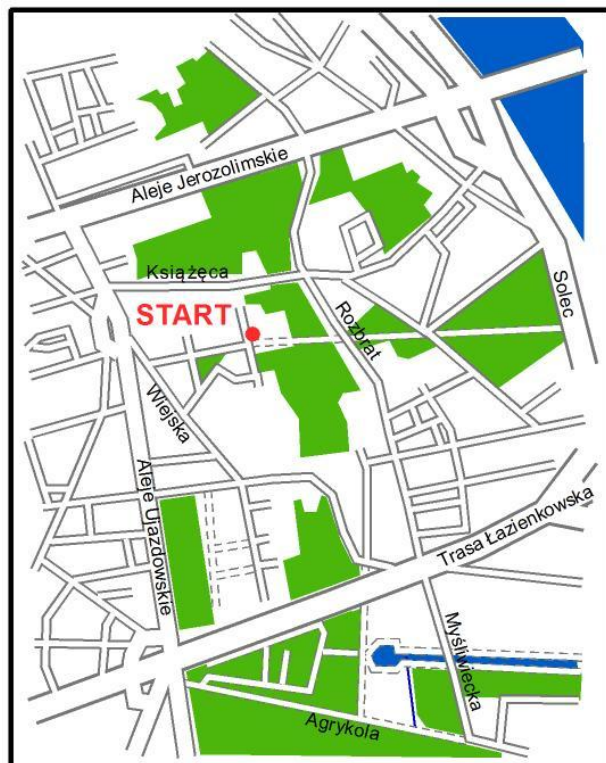 Aleje Jerozolimskie
Książęca
START
Solec
Rozbrat
Wiejska
Aleje Ujazdowskie
Trasa Łazienkowska
Myśliwiecka
Agrykola